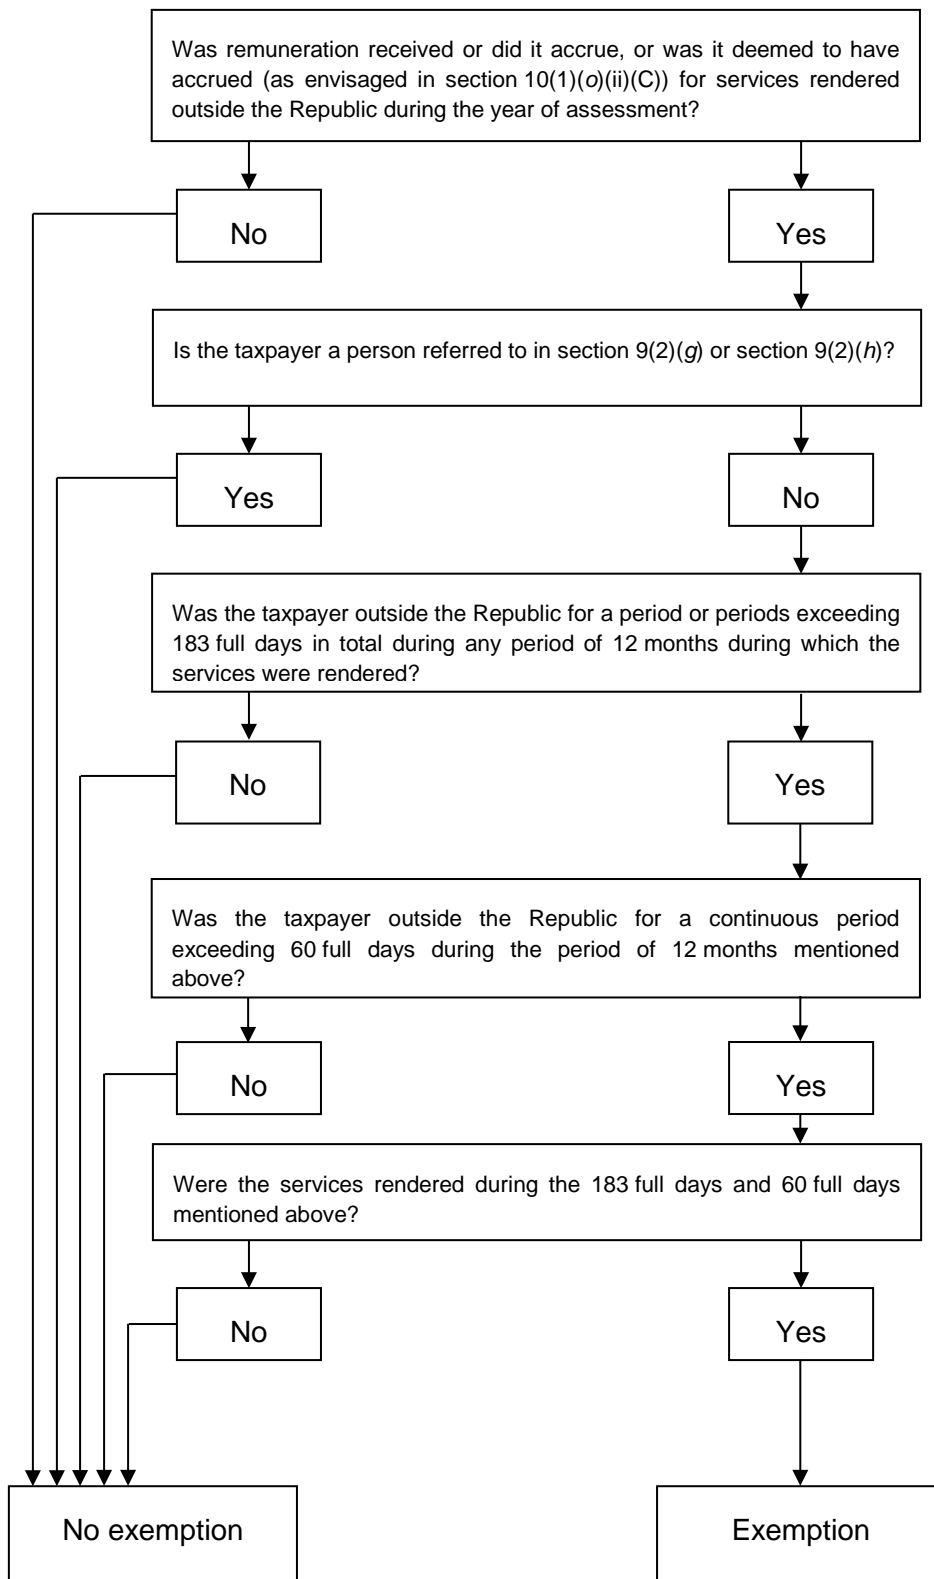 Was remuneration received or did it accrue, or was it deemed to have
accrued (as envisaged in section 10(1)(o)(ii)(C)) for services rendered
outside the Republic during the year of assessment?
No
Yes
Is the taxpayer a person referred to in section 9(2)(g) or section 9(2)(h)?
Yes
No
Was the taxpayer outside the Republic for a period or periods exceeding
183 full days in total during any period of 12 months during which the
services were rendered?
No
Yes
Was the taxpayer outside the Republic for a continuous period
exceeding 60 full days during the period of 12 months mentioned
above?
No
Yes
Were the services rendered during the 183 full days and 60 full days
mentioned above?
No
Yes
No exemption
Exemption